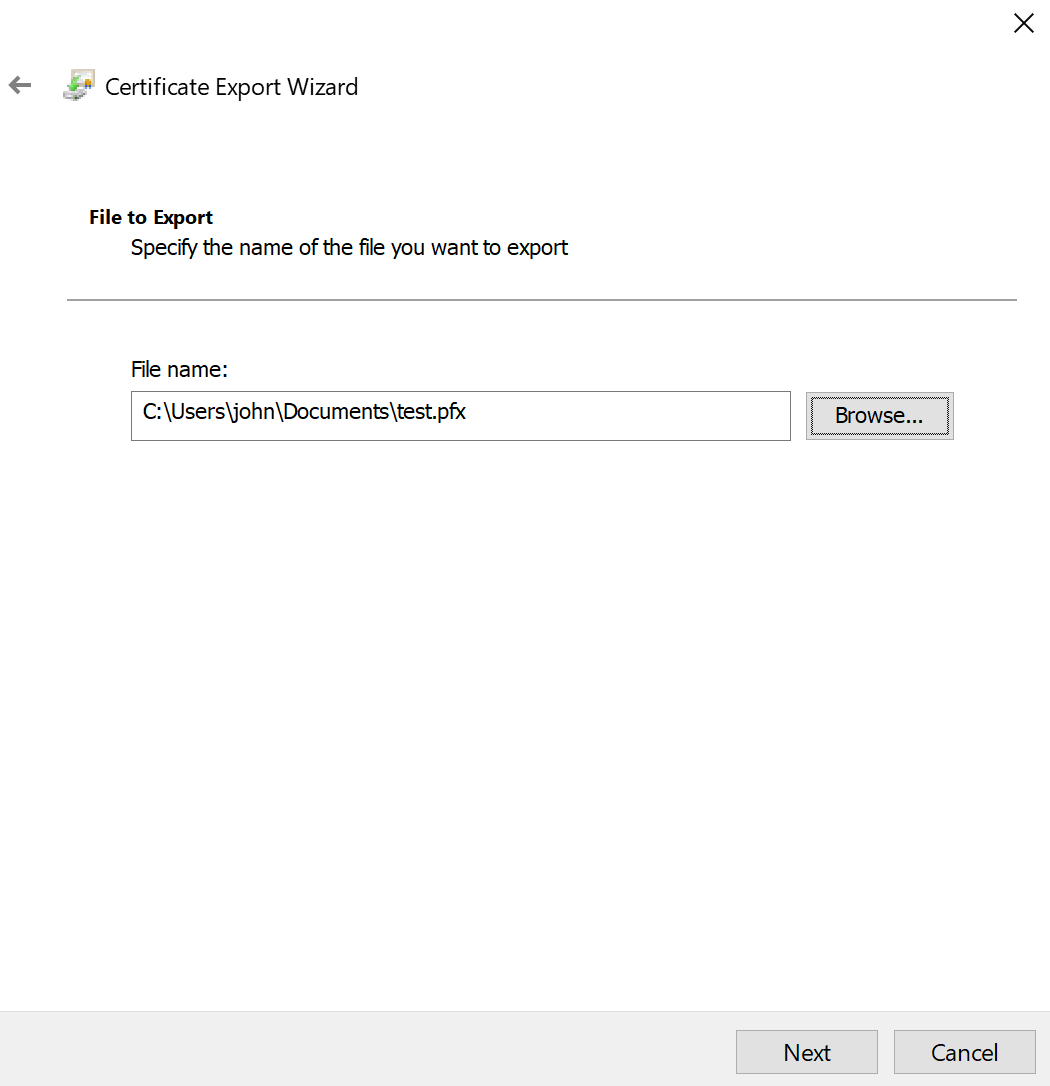 Certificate Export Wizard
File to Export
Specify the name of the file you want to export
File name:
C:\Users\john\Documents\test.pfx
Browse...
Next
Cancel